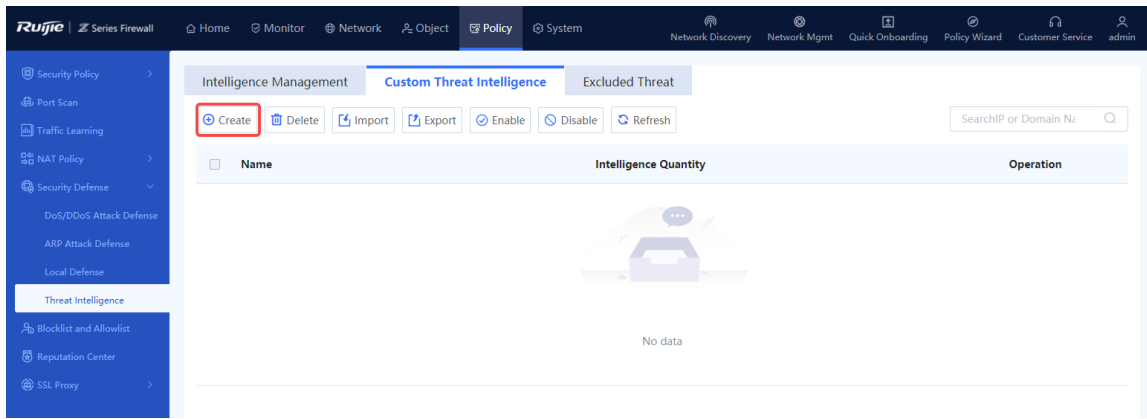 Ruijie | Z Series Firewall
Home Monitor Network Object Policy System
Network Discovery Network Mgmt Quick Onboarding Policy Wizard Customer Service admin
Security Policy
Port Scan
Traffic Learning
NAT Policy
Security Defense
DoS/DDoS Attack Defense
ARP Attack Defense
Local Defense
Threat Intelligence
Blocklist and Allowlist
Reputation Center
SSL Proxy
Intelligence Management Custom Threat Intelligence Excluded Threat
Create Delete Import Export Enable Disable Refresh
SearchIP or Domain Na
Name Intelligence Quantity Operation
No data